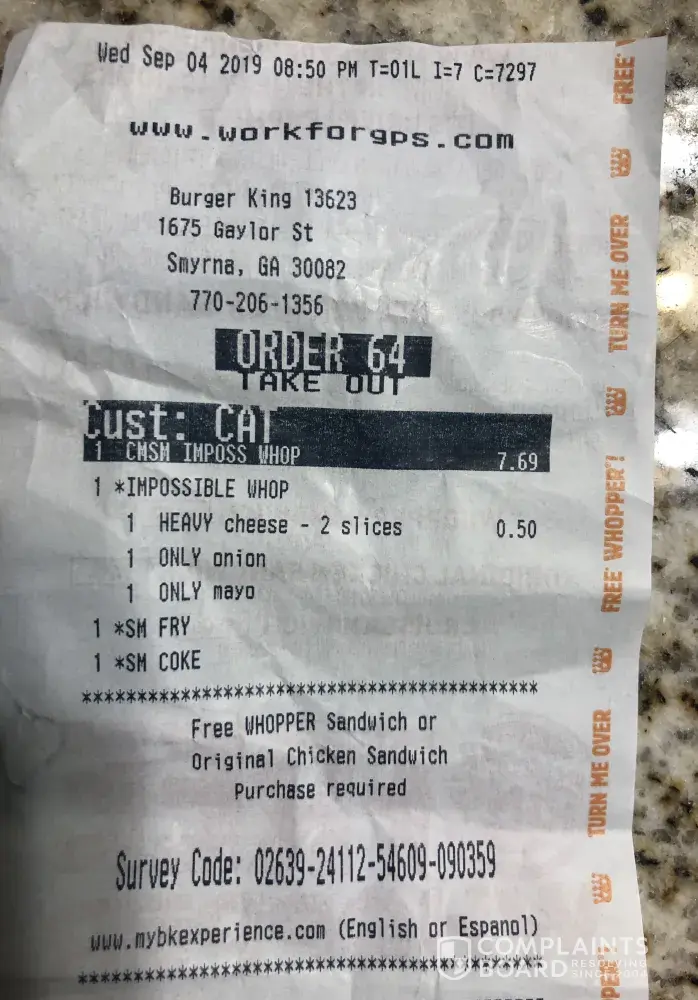 Wed Sep 04 2019 08:50 PM T=01L I=7 C=7297
www.workforgps.com
Burger King 13623
1675 Gaylor St
Smyrna, GA 30082
770-206-1356
ORDER 64
TAKE OUT
Cust: CAT
1 CMSM IMPOSS WHOP 7.69
1 *IMPOSSIBLE WHOP
1 HEAVY cheese - 2 slices 0.50
1 ONLY onion
1 ONLY mayo
1 *SM FRY
1 *SM COKE
*****************************************
Free WHOPPER Sandwich or
Original Chicken Sandwich
Purchase required
Survey Code: 02639-24112-54609-090359
www.mybkexperience.com (English or Espanol)
*****************************************
FREE W
TURN ME OVER
FREE WHOPPER!
TURN ME OVER
COMPLAINTS
BOARD RESOLVING
SINCE 2004